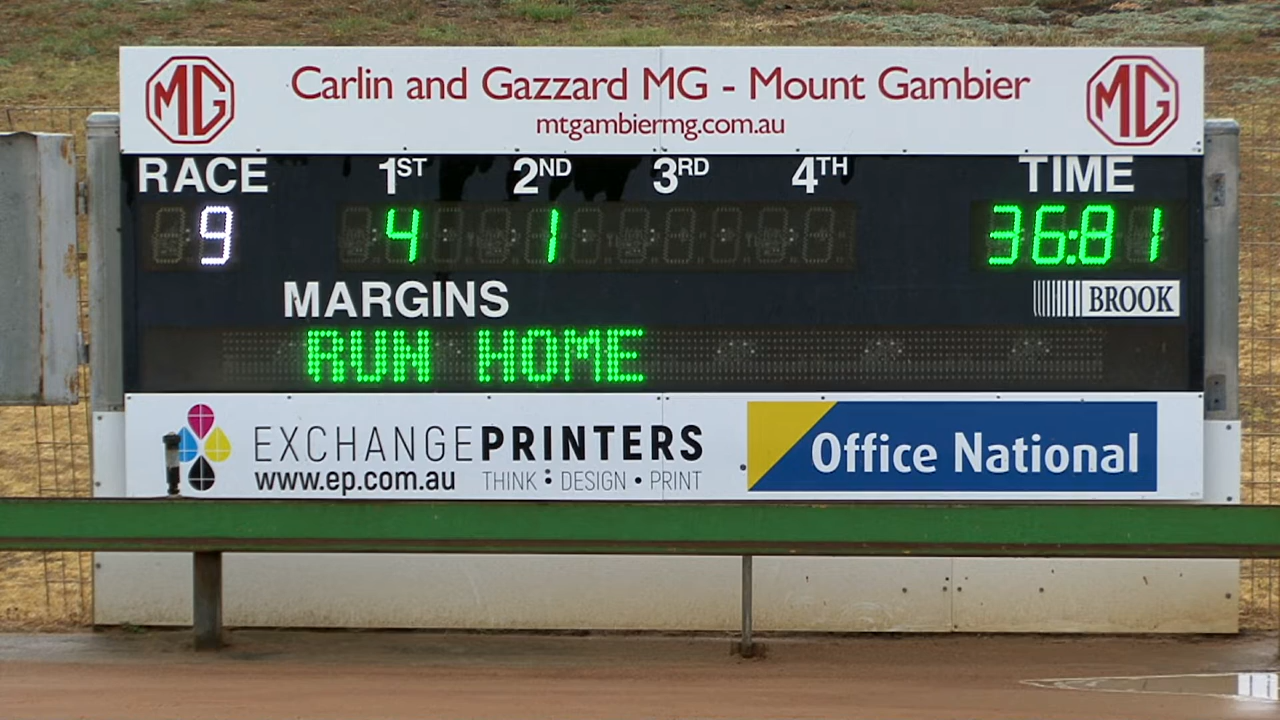 MG Carlin and Gazzard MG - Mount Gambier MG
mtgambiermg.com.au
RACE 1ST 2ND 3RD 4TH TIME
9 4 1 36:81
MARGINS BROOK
RUN HOME
EXCHANGEPRINTERS Office National
www.ep.com.au THINK : DESIGN • PRINT